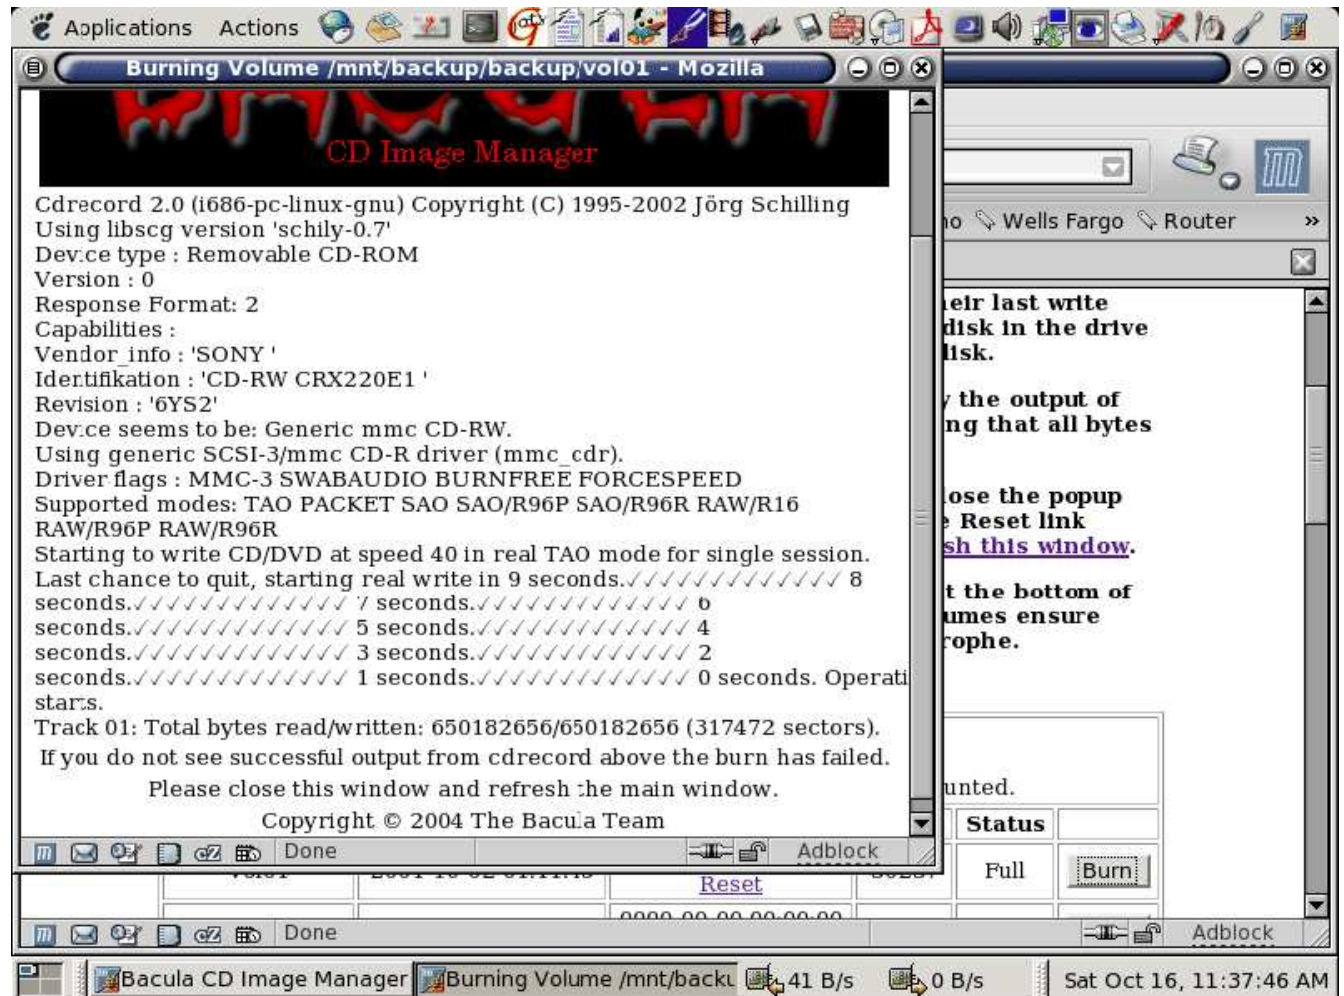 Applications Actions
Burning Volume /mnt/backup/backup/vol01 - Mozilla
BACULA
CD Image Manager
Cdrecord 2.0 (i686-pc-linux-gnu) Copyright (C) 1995-2002 Jörg Schilling
Using libscg version 'schily-0.7'
Device type : Removable CD-ROM
Version : 0
Response Format: 2
Capabilities :
Vendor_info : 'SONY '
Identifikation : 'CD-RW CRX220E1 '
Revision : '6YS2'
Device seems to be: Generic mmc CD-RW.
Using generic SCSI-3/mmc CD-R driver (mmc_cdr).
Driver flags : MMC-3 SWABAUDIO BURNFREE FORCESPEED
Supported modes: TAO PACKET SAO SAO/R96P SAO/R96R RAW/R16
RAW/R96P RAW/R96R
Starting to write CD/DVD at speed 40 in real TAO mode for single session.
Last chance to quit, starting real write in 9 seconds.✓✓✓✓✓✓✓✓✓✓✓✓✓ 8
seconds.✓✓✓✓✓✓✓✓✓✓✓✓✓ 7 seconds.✓✓✓✓✓✓✓✓✓✓✓✓✓ 6
seconds.✓✓✓✓✓✓✓✓✓✓✓✓✓ 5 seconds.✓✓✓✓✓✓✓✓✓✓✓✓✓ 4
seconds.✓✓✓✓✓✓✓✓✓✓✓✓✓ 3 seconds.✓✓✓✓✓✓✓✓✓✓✓✓✓ 2
seconds.✓✓✓✓✓✓✓✓✓✓✓✓✓ 1 seconds.✓✓✓✓✓✓✓✓✓✓✓✓✓ 0 seconds. Operati
starts.
Track 01: Total bytes read/written: 650182656/650182656 (317472 sectors).
If you do not see successful output from cdrecord above the burn has failed.
Please close this window and refresh the main window.
Copyright © 2004 The Bacula Team
Done Adblock
Wells Fargo Router »
eir last write
disk in the drive
lisk.
the output of
ng that all bytes
lose the popup
Reset link
sh this window.
t the bottom of
umes ensure
rophe.
unted.
Status
Reset Full Burn
Done Adblock
Bacula CD Image Manager Burning Volume /mnt/backu 41 B/s 0 B/s Sat Oct 16, 11:37:46 AM